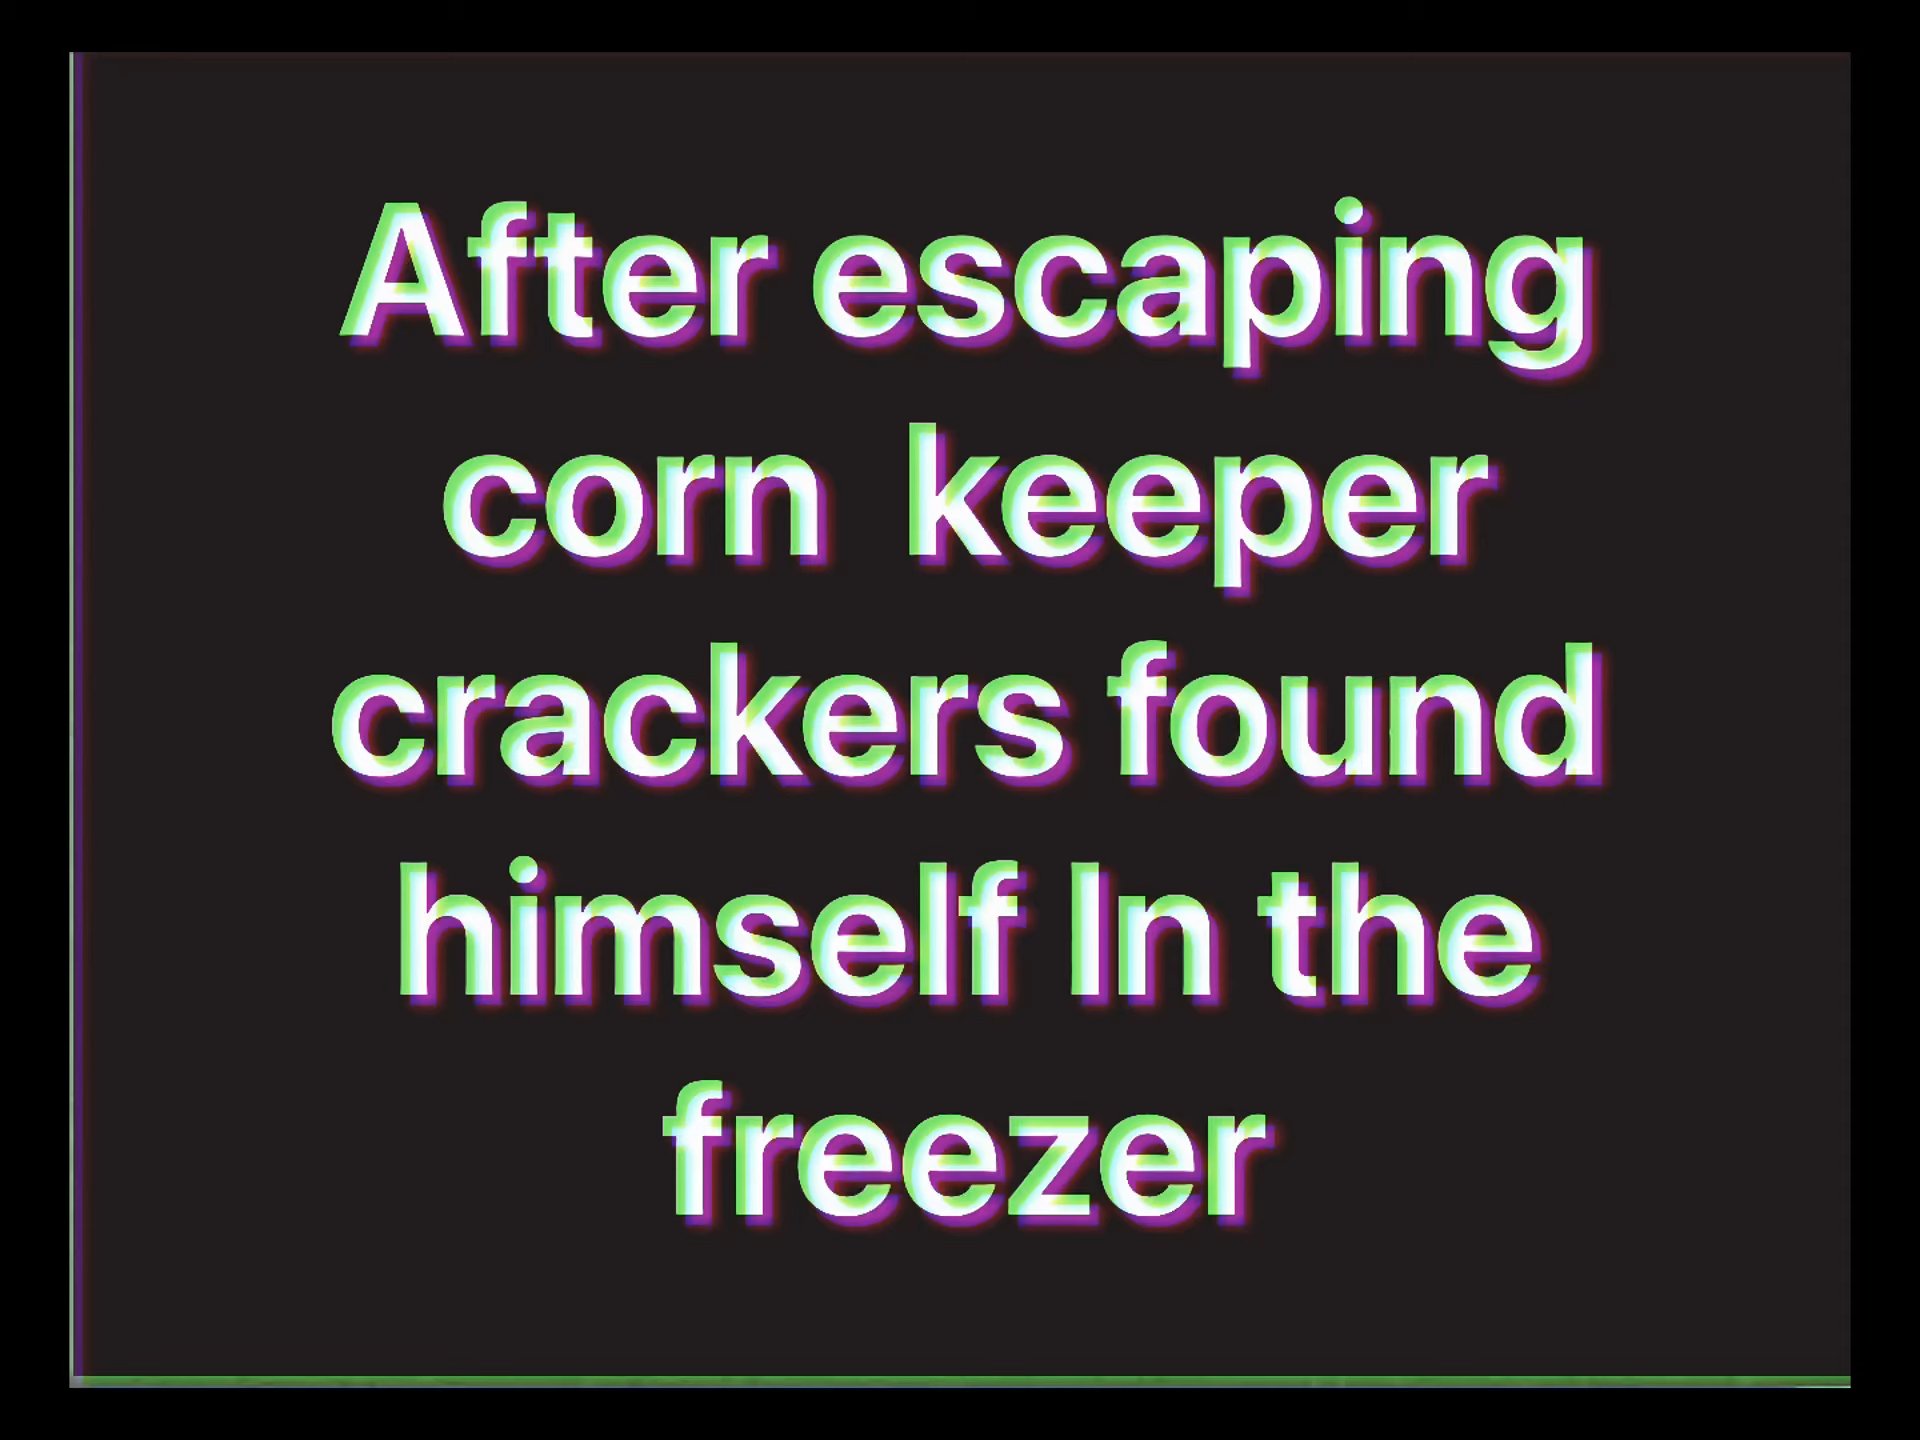 After escaping
corn  keeper
crackers found
himself In the
freezer